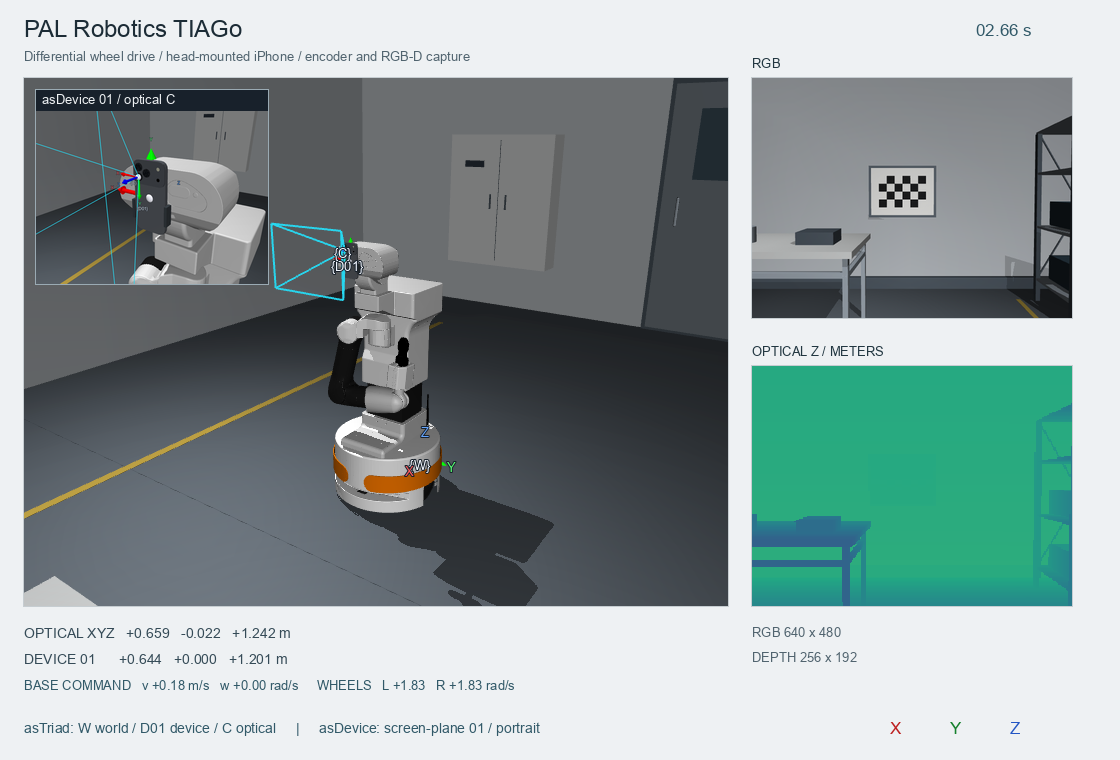 PAL Robotics TIAGo
02.66 s
Differential wheel drive / head-mounted iPhone / encoder and RGB-D capture
RGB
asDevice 01 / optical C
{C}
{D01}
Z
X {W} Y
OPTICAL Z / METERS
OPTICAL XYZ +0.659 -0.022 +1.242 m
DEVICE 01 +0.644 +0.000 +1.201 m
BASE COMMAND v +0.18 m/s w +0.00 rad/s WHEELS L +1.83 R +1.83 rad/s
RGB 640 x 480
DEPTH 256 x 192
asTriad: W world / D01 device / C optical | asDevice: screen-plane 01 / portrait
X Y Z